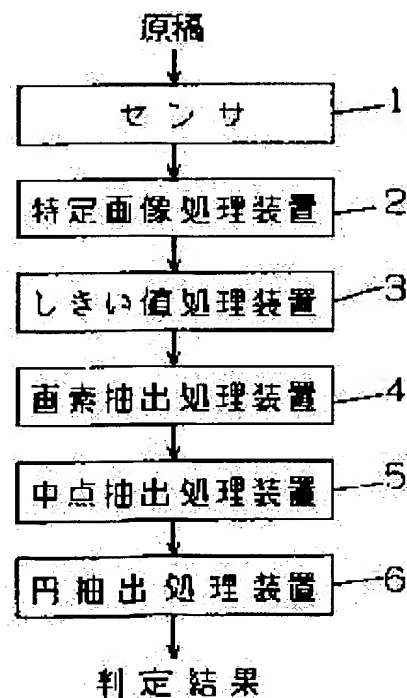 原稿
センサ 1
特定画像処理装置 2
しきい値処理装置 3
画素抽出処理装置 4
中点抽出処理装置 5
円抽出処理装置 6
判定結果